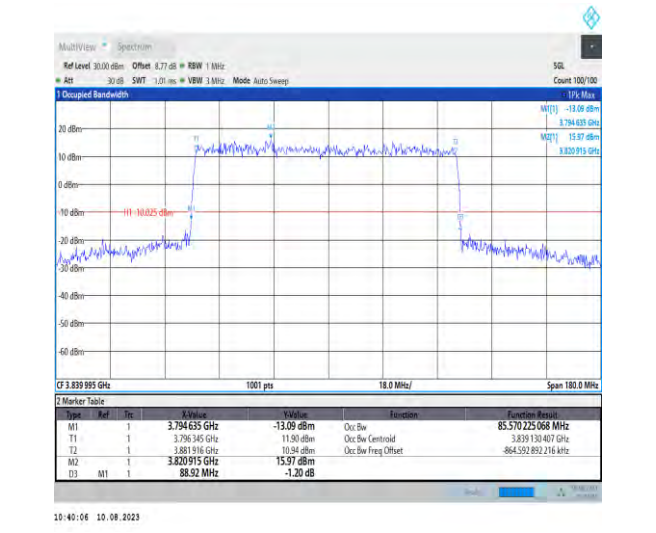 MultiView Spectrum
Ref Level 30.00 dBm Offset 8.77 dB RBW 1 MHz SGL
Att 30 dB SWT 1.01 ms VBW 3 MHz Mode Auto Sweep Count 100/100
1 Occupied Bandwidth 1Pk Max
M1[1] -13.09 dBm
3.794 635 GHz
20 dBm M2[1] 15.97 dBm
3.820 915 GHz
10 dBm
0 dBm
-10 dBm H1 -10.025 dBm M1
-20 dBm
-30 dBm
-40 dBm
-50 dBm
-60 dBm
CF 3.839 995 GHz 1001 pts 18.0 MHz/ Span 180.0 MHz
2 Marker Table
Type Ref Trc X-Value Y-Value Function Function Result
M1 1 3.794 635 GHz -13.09 dBm Occ Bw 85.570 225 068 MHz
T1 1 3.796 345 GHz 11.90 dBm Occ Bw Centroid 3.839 130 407 GHz
T2 1 3.881 916 GHz 10.94 dBm Occ Bw Freq Offset -864.592 892 216 kHz
M2 1 3.820 915 GHz 15.97 dBm
D3 M1 1 88.92 MHz -1.20 dB
10:40:06 10.08.2023